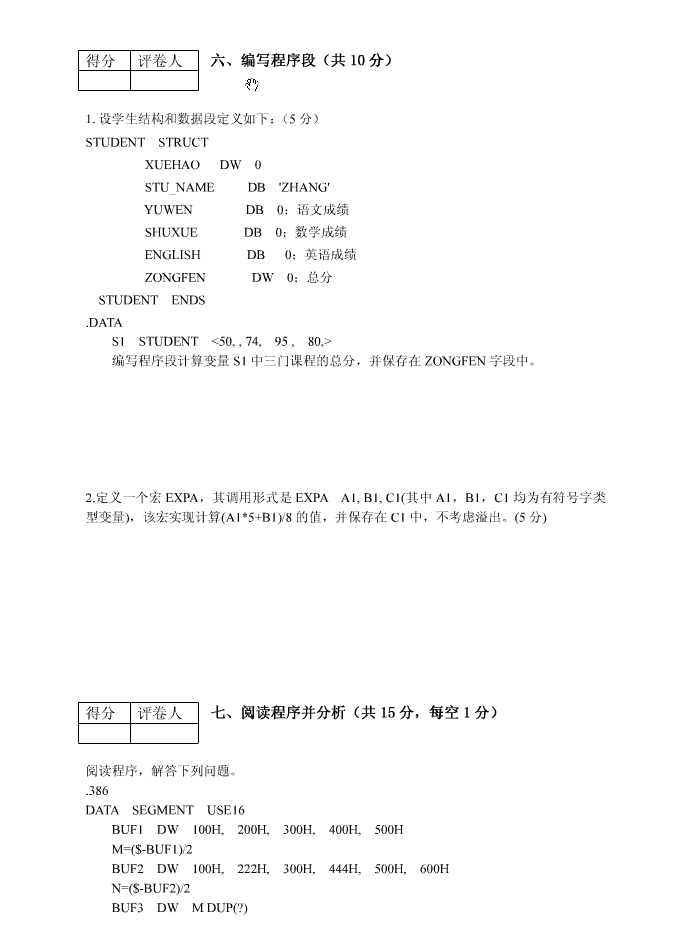 得分 评卷人 六、编写程序段（共 10 分）
1. 设学生结构和数据段定义如下：（5 分）
STUDENT STRUCT
XUEHAO DW 0
STU_NAME DB 'ZHANG'
YUWEN DB 0；语文成绩
SHUXUE DB 0；数学成绩
ENGLISH DB 0；英语成绩
ZONGFEN DW 0；总分
STUDENT ENDS
.DATA
S1 STUDENT <50, , 74, 95 , 80,>
编写程序段计算变量 S1 中三门课程的总分，并保存在 ZONGFEN 字段中。
2.定义一个宏 EXPA，其调用形式是 EXPA A1, B1, C1(其中 A1，B1，C1 均为有符号字类
型变量)，该宏实现计算(A1*5+B1)/8 的值，并保存在 C1 中，不考虑溢出。(5 分)
得分 评卷人 七、阅读程序并分析（共 15 分，每空 1 分）
阅读程序，解答下列问题。
.386
DATA SEGMENT USE16
BUF1 DW 100H, 200H, 300H, 400H, 500H
M=($-BUF1)/2
BUF2 DW 100H, 222H, 300H, 444H, 500H, 600H
N=($-BUF2)/2
BUF3 DW M DUP(?)